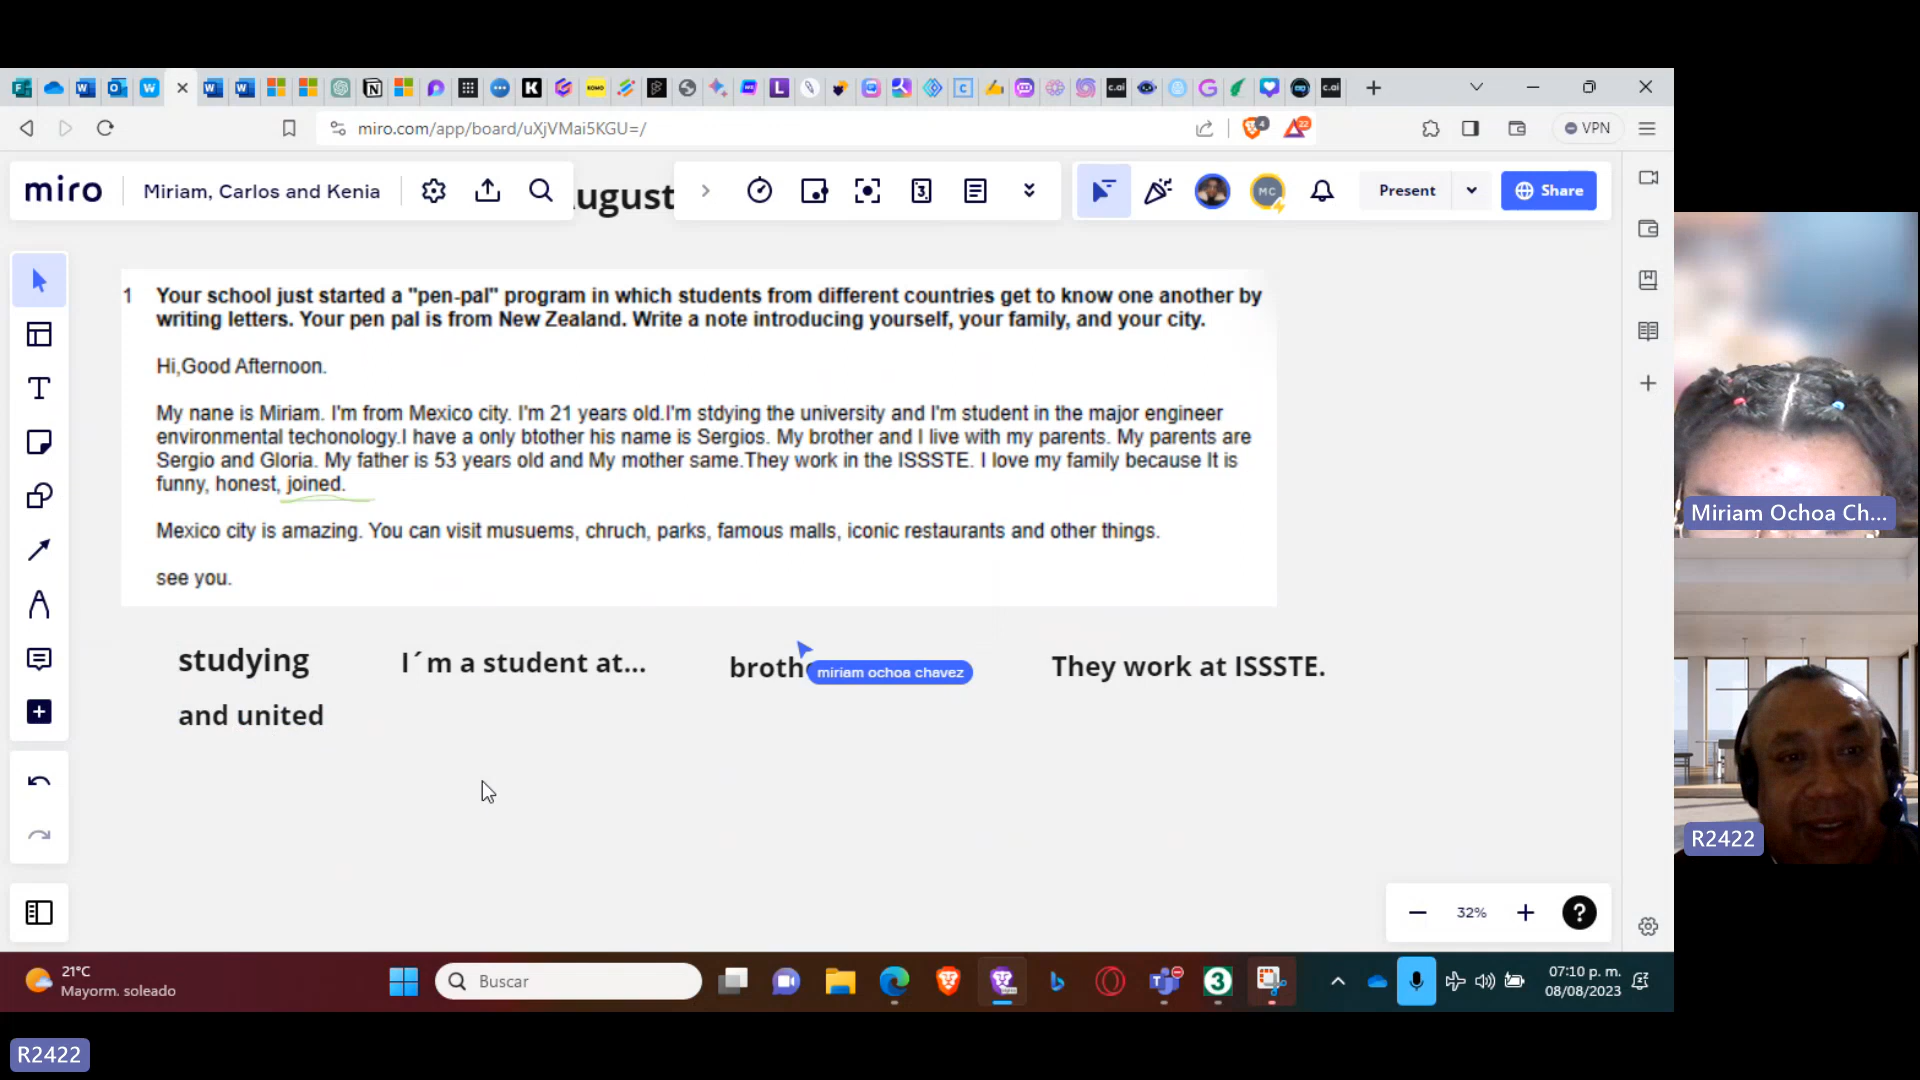 miro.com/app/board/uXjVMai5KGU=/
VPN
miro
Miriam, Carlos and Kenia
ugust
MC
Present
Share
1 Your school just started a "pen-pal" program in which students from different countries get to know one another by
writing letters. Your pen pal is from New Zealand. Write a note introducing yourself, your family, and your city.
Hi,Good Afternoon.
My nane is Miriam. I'm from Mexico city. I'm 21 years old.I'm stdying the university and I'm student in the major engineer
environmental techonology.I have a only btother his name is Sergios. My brother and I live with my parents. My parents are
Sergio and Gloria. My father is 53 years old and My mother same.They work in the ISSSTE. I love my family because It is
funny, honest, joined.
Mexico city is amazing. You can visit musuems, chruch, parks, famous malls, iconic restaurants and other things.
see you.
studying
I´m a student at...
broth
miriam ochoa chavez
They work at ISSSTE.
and united
32%
Miriam Ochoa Ch...
R2422
21°C
Mayorm. soleado
Buscar
07:10 p. m.
08/08/2023
R2422